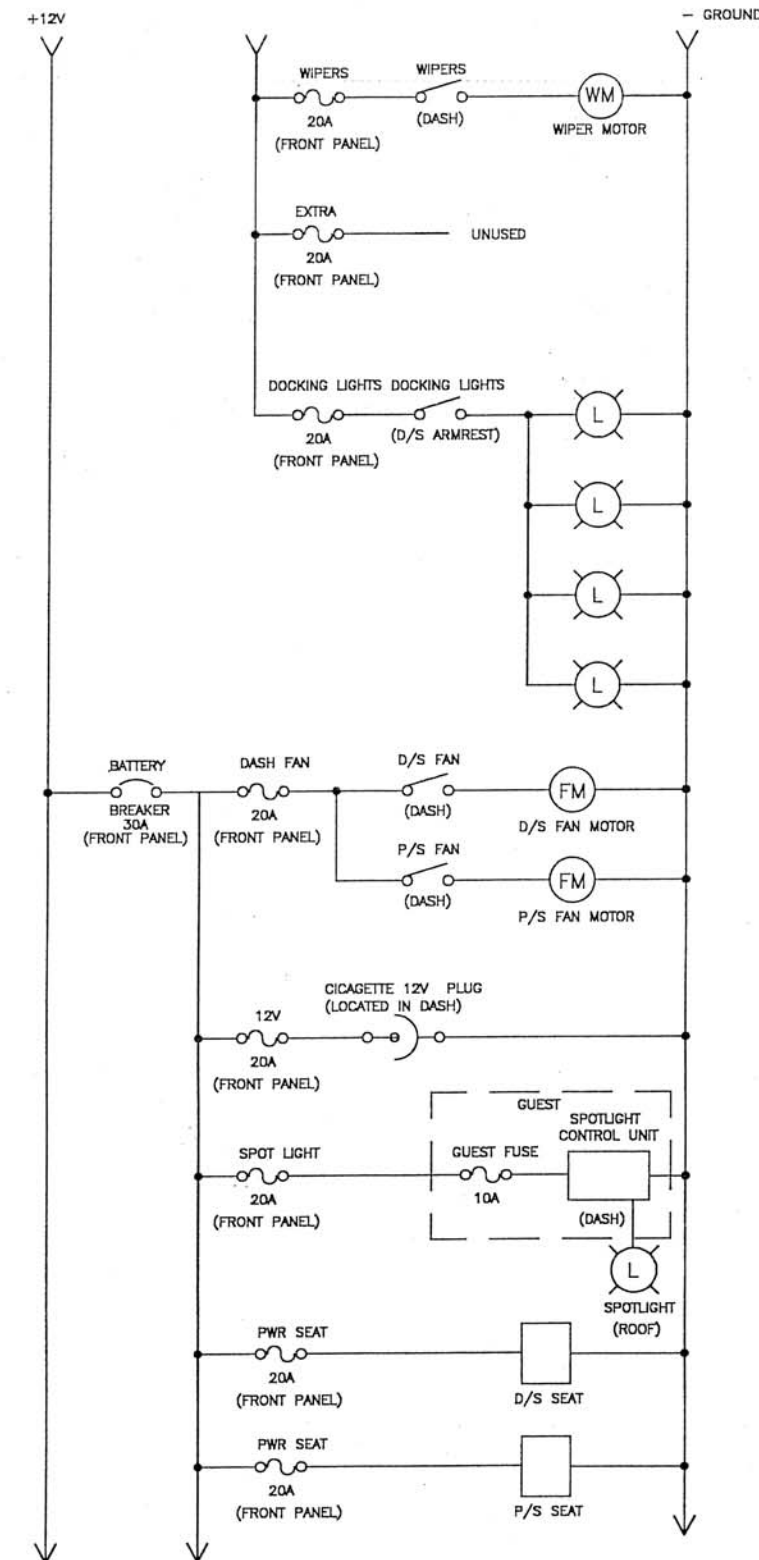 +12V
- GROUND
WIPERS
WIPERS
20A
(FRONT PANEL)
(DASH)
WM
WIPER MOTOR
EXTRA
20A
(FRONT PANEL)
UNUSED
DOCKING LIGHTS
DOCKING LIGHTS
20A
(FRONT PANEL)
(D/S ARMREST)
L
L
L
L
BATTERY
BREAKER
30A
(FRONT PANEL)
DASH FAN
20A
(FRONT PANEL)
D/S FAN
(DASH)
FM
D/S FAN MOTOR
P/S FAN
(DASH)
FM
P/S FAN MOTOR
12V
20A
(FRONT PANEL)
CICAGETTE 12V PLUG
(LOCATED IN DASH)
SPOT LIGHT
20A
(FRONT PANEL)
GUEST
GUEST FUSE
10A
SPOTLIGHT
CONTROL UNIT
(DASH)
L
SPOTLIGHT
(ROOF)
PWR SEAT
20A
(FRONT PANEL)
D/S SEAT
PWR SEAT
20A
(FRONT PANEL)
P/S SEAT